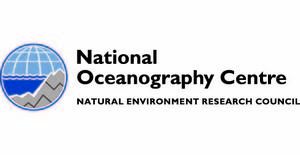 National
Oceanography Centre
NATURAL ENVIRONMENT RESEARCH COUNCIL